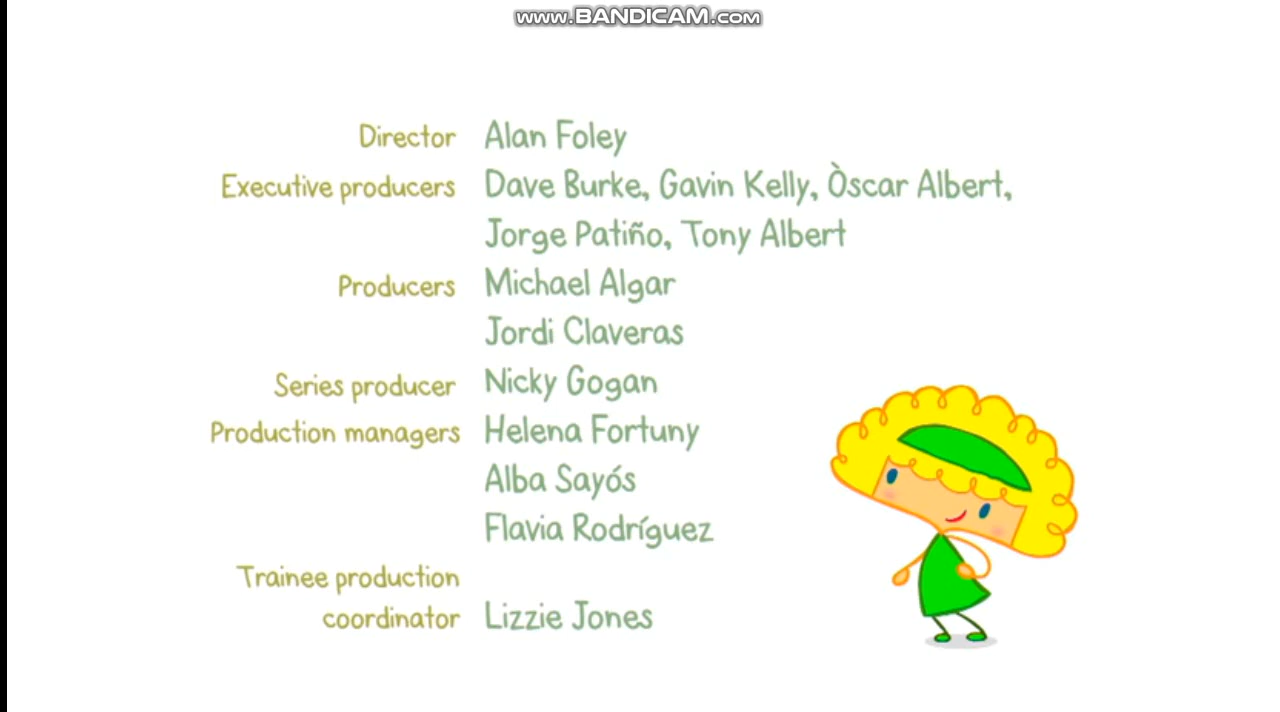 www.BANDICAM.com
Director Alan Foley
Executive producers Dave Burke, Gavin Kelly, Òscar Albert,
Jorge Patiño, Tony Albert
Producers Michael Algar
Jordi Claveras
Series producer Nicky Gogan
Production managers Helena Fortuny
Alba Sayós
Flavia Rodríguez
Trainee production
coordinator Lizzie Jones